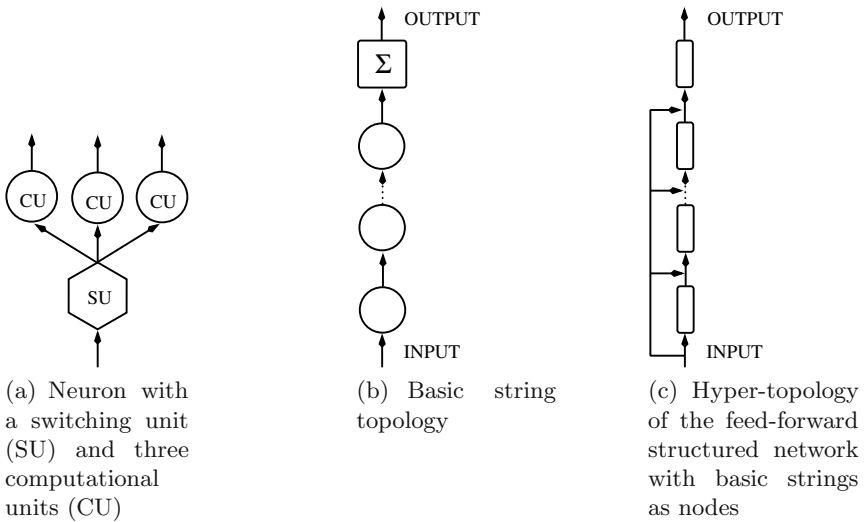 CU
CU
CU
SU
(a) Neuron with
a switching unit
(SU) and three
computational
units (CU)
OUTPUT
Σ
INPUT
(b) Basic string
topology
OUTPUT
INPUT
(c) Hyper-topology
of the feed-forward
structured network
with basic strings
as nodes